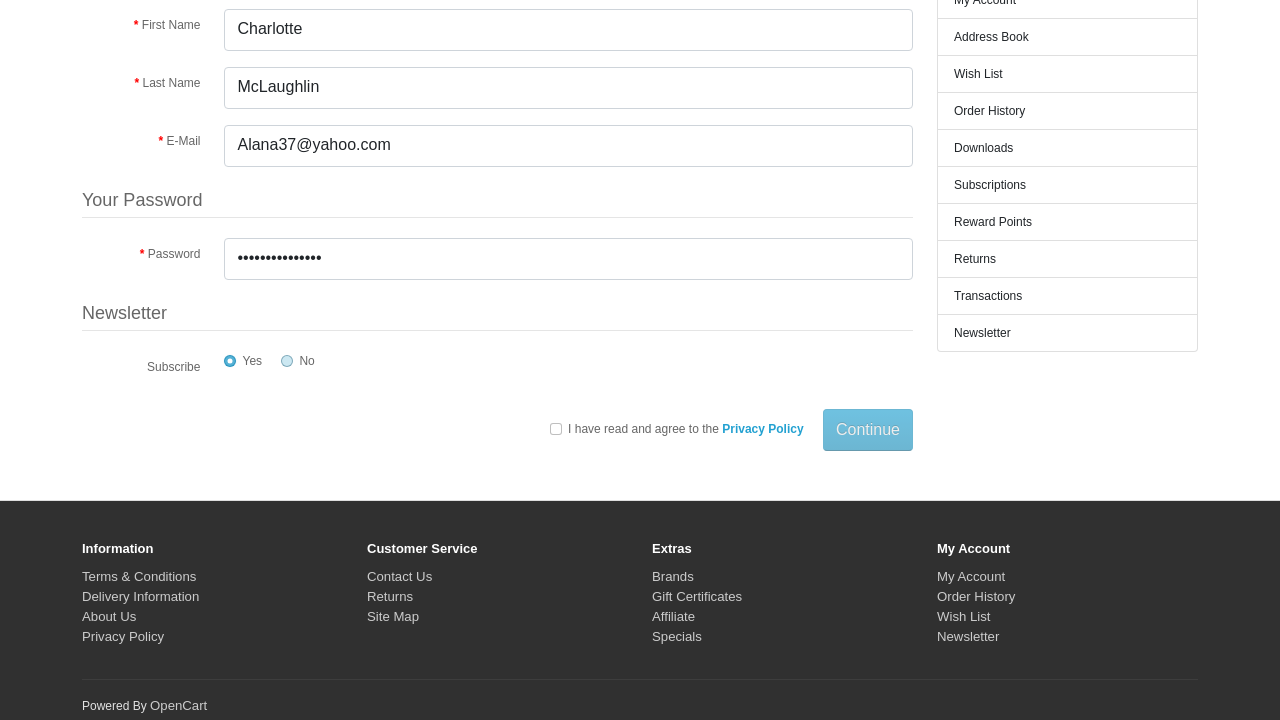 * First Name
Charlotte
* Last Name
McLaughlin
* E-Mail
Alana37@yahoo.com
Your Password
* Password
•••••••••••••••
Newsletter
Subscribe
Yes
No
I have read and agree to the Privacy Policy
Continue
My Account
Address Book
Wish List
Order History
Downloads
Subscriptions
Reward Points
Returns
Transactions
Newsletter
Information
Terms & Conditions
Delivery Information
About Us
Privacy Policy
Customer Service
Contact Us
Returns
Site Map
Extras
Brands
Gift Certificates
Affiliate
Specials
My Account
My Account
Order History
Wish List
Newsletter
Powered By OpenCart